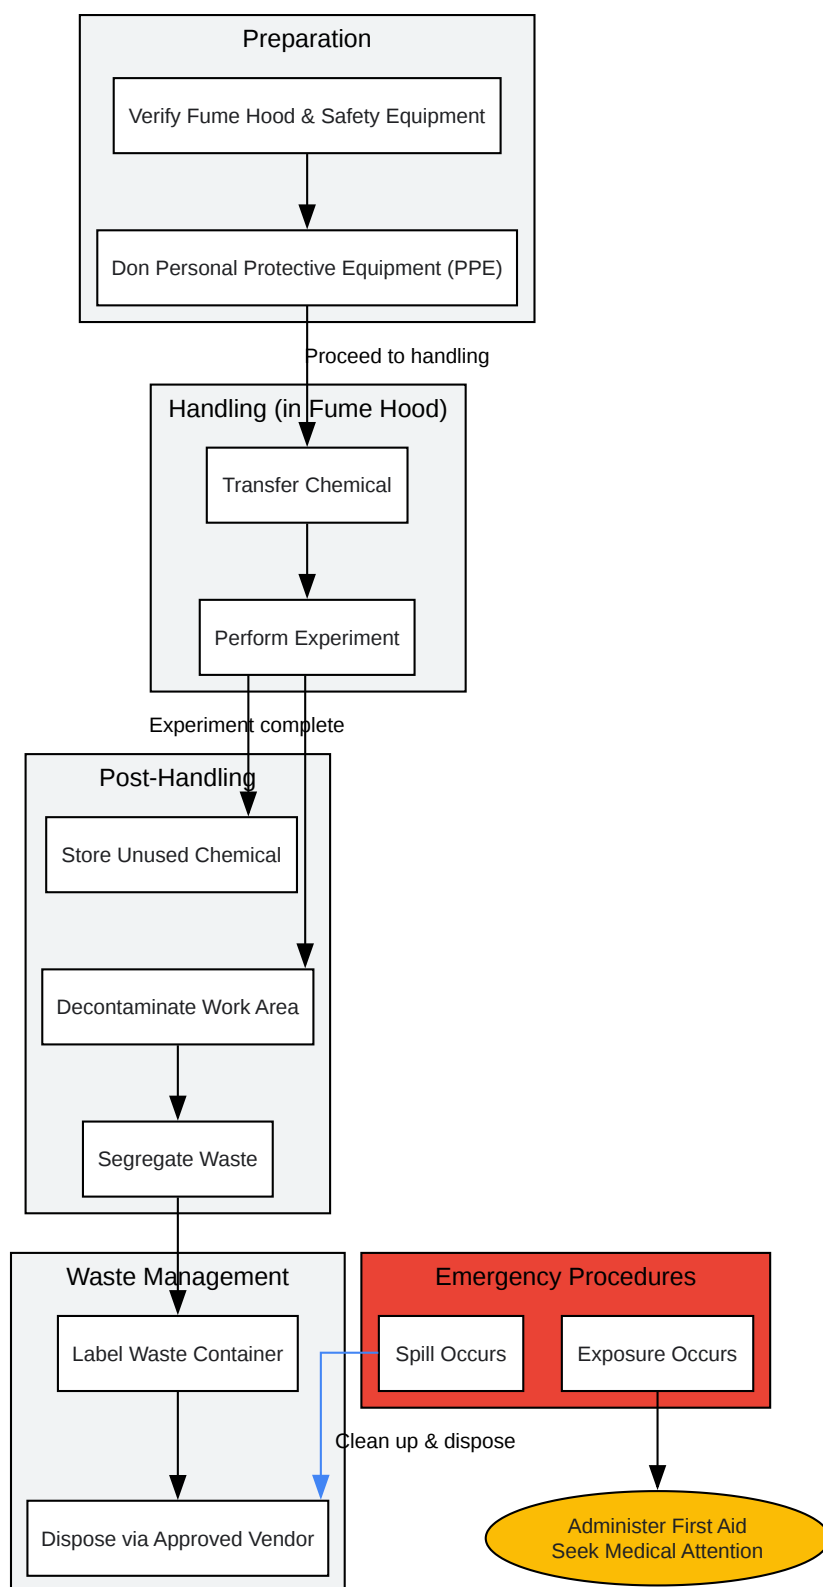 Preparation
Verify Fume Hood & Safety Equipment
Don Personal Protective Equipment (PPE)
Proceed to handling
Handling (in Fume Hood)
Transfer Chemical
Perform Experiment
Experiment complete
Post-Handling
Store Unused Chemical
Decontaminate Work Area
Segregate Waste
Waste Management
Label Waste Container
Emergency Procedures
Spill Occurs
Exposure Occurs
Clean up & dispose
Dispose via Approved Vendor
Administer First Aid
Seek Medical Attention